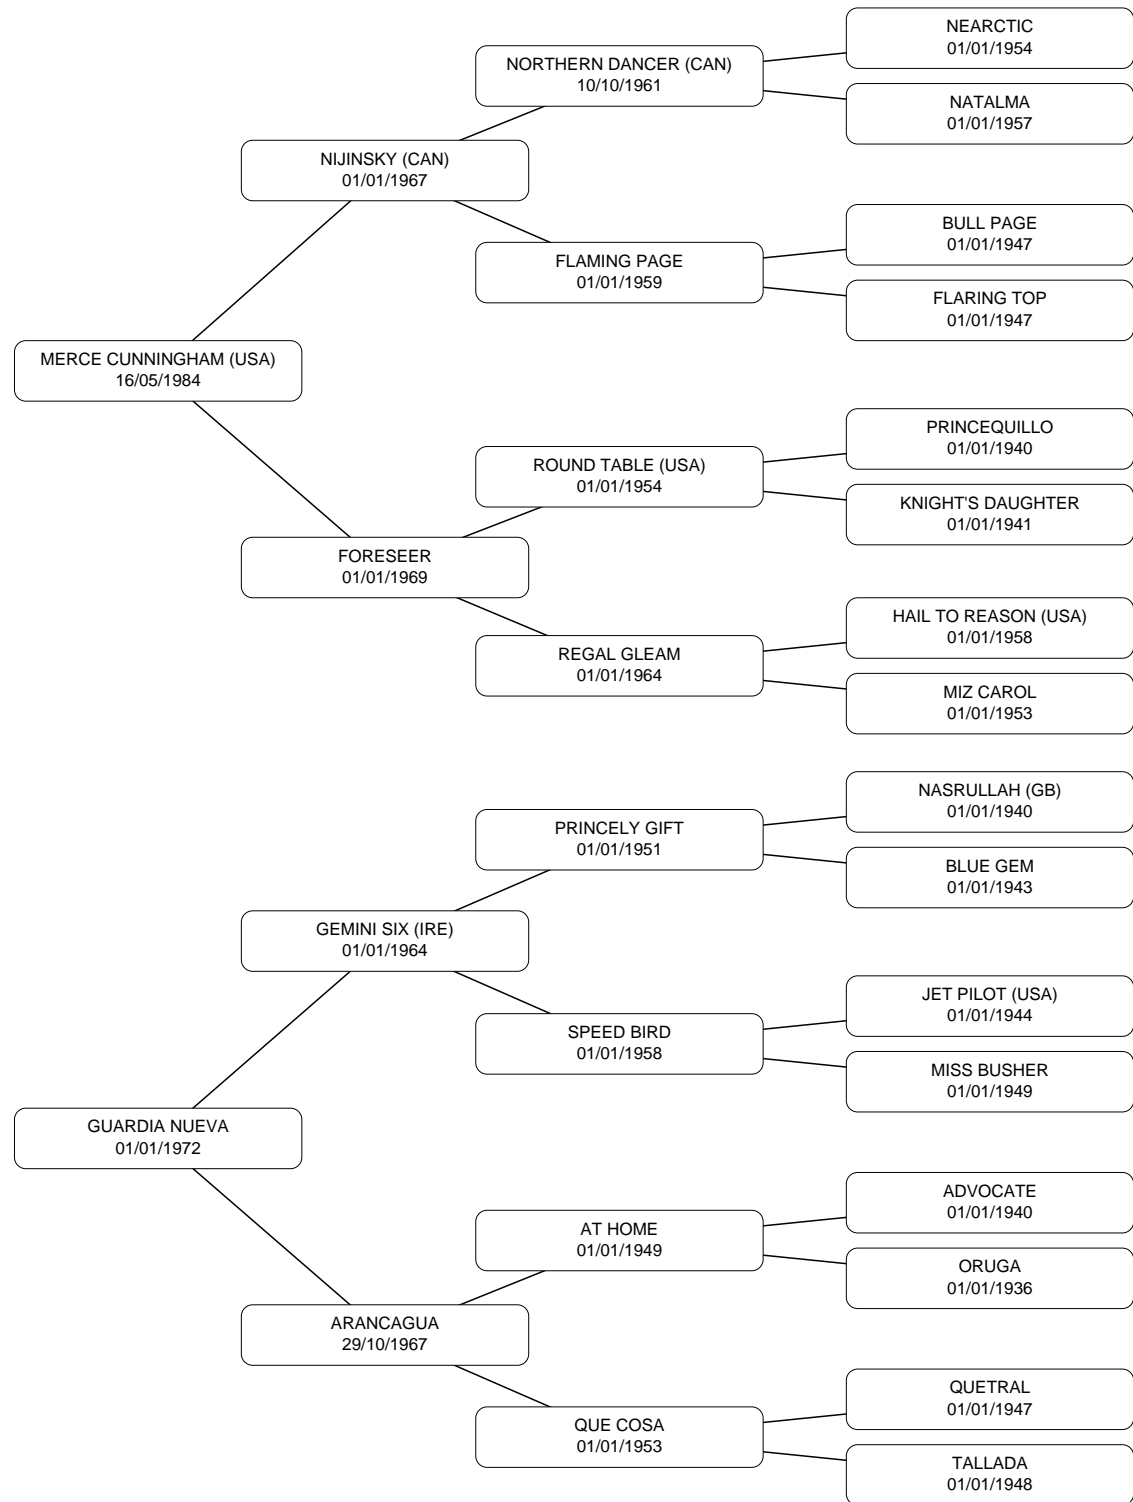 NEARCTIC
01/01/1954
NORTHERN DANCER (CAN)
10/10/1961
NATALMA
01/01/1957
NIJINSKY (CAN)
01/01/1967
BULL PAGE
01/01/1947
FLAMING PAGE
01/01/1959
FLARING TOP
01/01/1947
MERCE CUNNINGHAM (USA)
16/05/1984
PRINCEQUILLO
01/01/1940
ROUND TABLE (USA)
01/01/1954
KNIGHT'S DAUGHTER
01/01/1941
FORESEER
01/01/1969
HAIL TO REASON (USA)
01/01/1958
REGAL GLEAM
01/01/1964
MIZ CAROL
01/01/1953
NASRULLAH (GB)
01/01/1940
PRINCELY GIFT
01/01/1951
BLUE GEM
01/01/1943
GEMINI SIX (IRE)
01/01/1964
JET PILOT (USA)
01/01/1944
SPEED BIRD
01/01/1958
MISS BUSHER
01/01/1949
GUARDIA NUEVA
01/01/1972
ADVOCATE
01/01/1940
AT HOME
01/01/1949
ORUGA
01/01/1936
ARANCAGUA
29/10/1967
QUETRAL
01/01/1947
QUE COSA
01/01/1953
TALLADA
01/01/1948